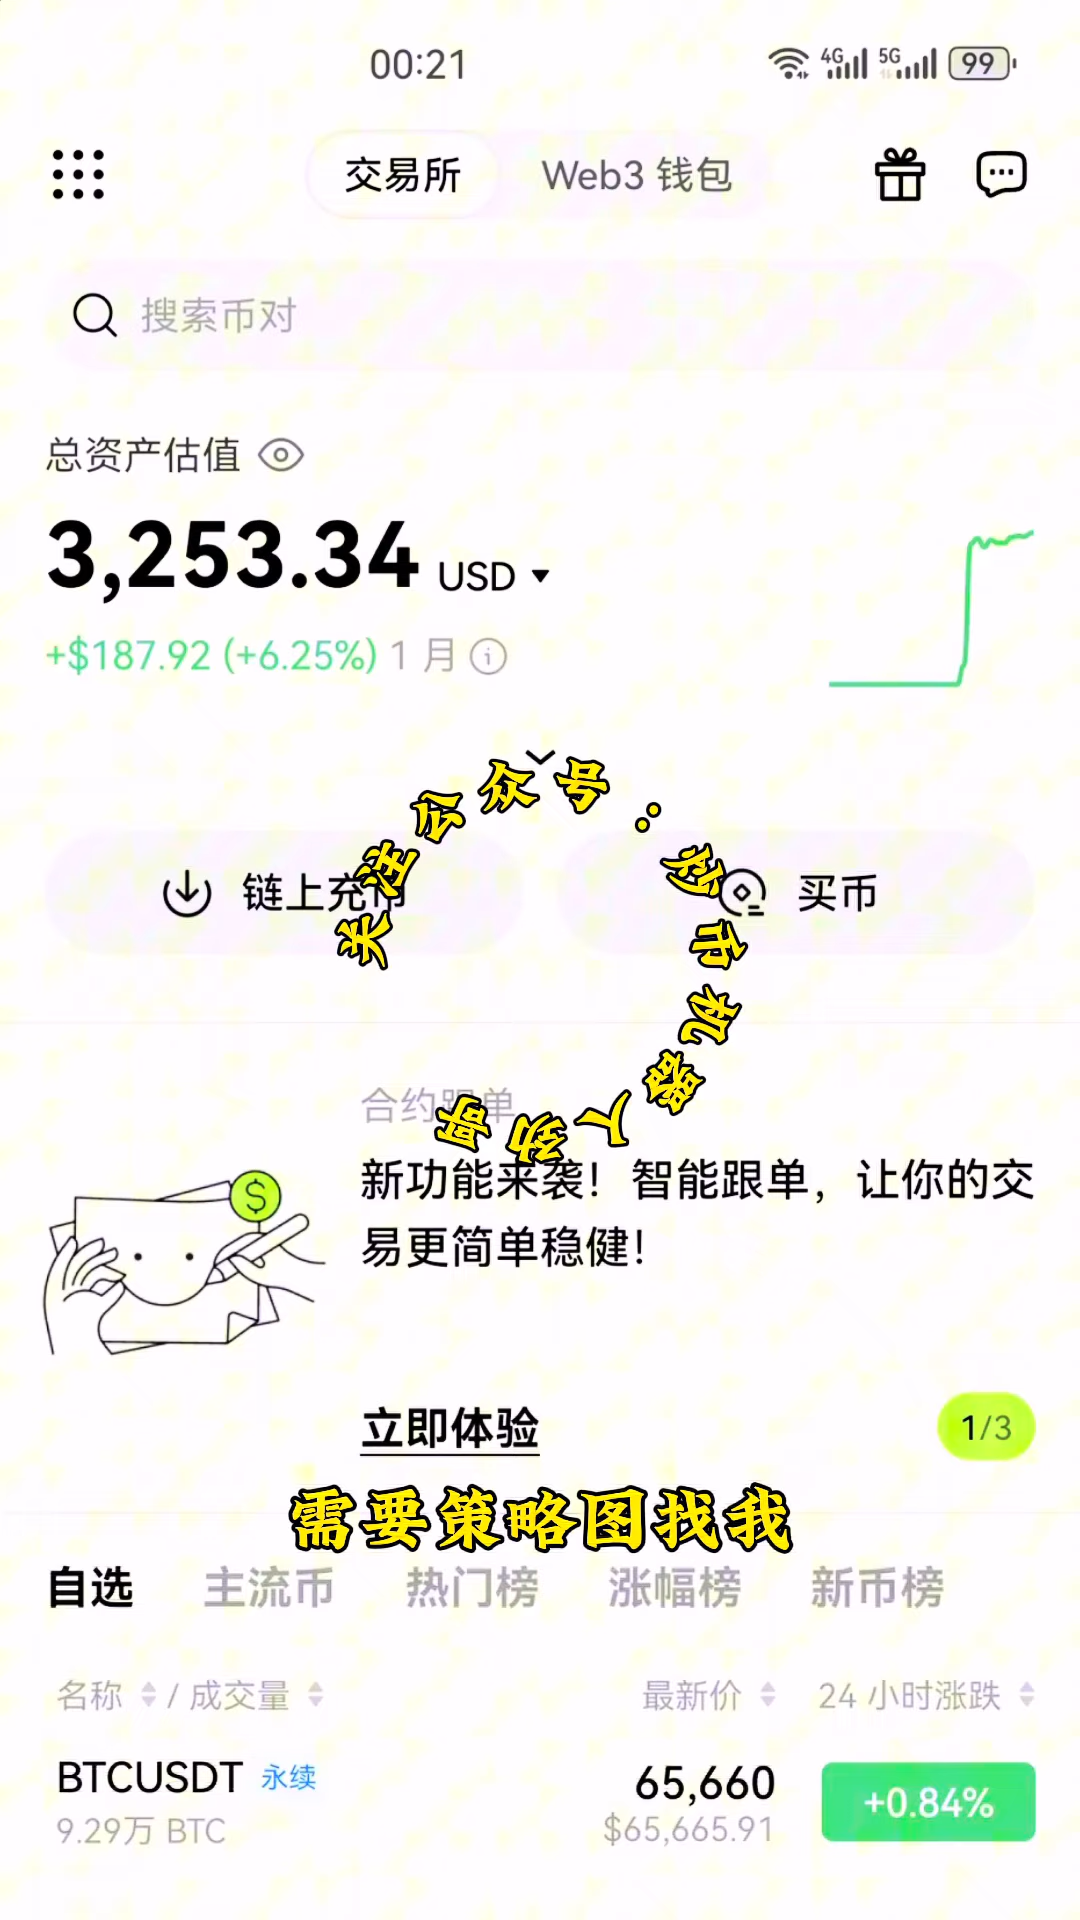 00:21
4G 5G 99
交易所 Web3 钱包
搜索币对
总资产估值
3,253.34 USD
+$187.92 (+6.25%) 1 月
关注公众号：炒币机器人劲哥
链上充币 买币
合约跟单
新功能来袭！智能跟单，让你的交
易更简单稳健！
$
立即体验
1/3
需要策略图找我
自选 主流币 热门榜 涨幅榜 新币榜
名称 / 成交量 最新价 24 小时涨跌
BTCUSDT 永续 65,660 +0.84%
9.29万 BTC $65,665.91